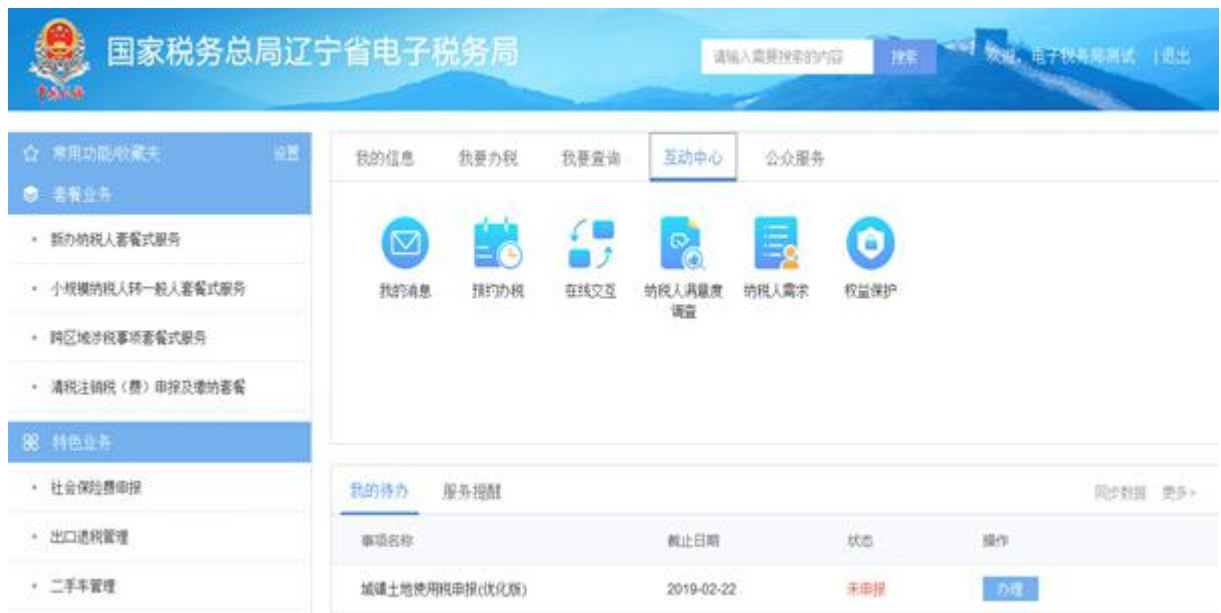 国家税务总局辽宁省电子税务局
请输入需要搜索的内容 搜索 欢迎，电子税务局测试 |退出
常用功能/收藏夹 设置
套餐业务
新办纳税人套餐式服务
小规模纳税人转一般人套餐式服务
跨区域涉税事项套餐式服务
清税注销税（费）申报及缴纳套餐
特色业务
社会保险费申报
出口退税管理
二手车管理
我的信息 我要办税 我要查询 互动中心 公众服务
我的消息 预约办税 在线交互 纳税人满意度 纳税人需求 权益保护
调查
我的待办 服务提醒 同步数据 更多>
事项名称 截止日期 状态 操作
城镇土地使用税申报(优化版) 2019-02-22 未申报 办理